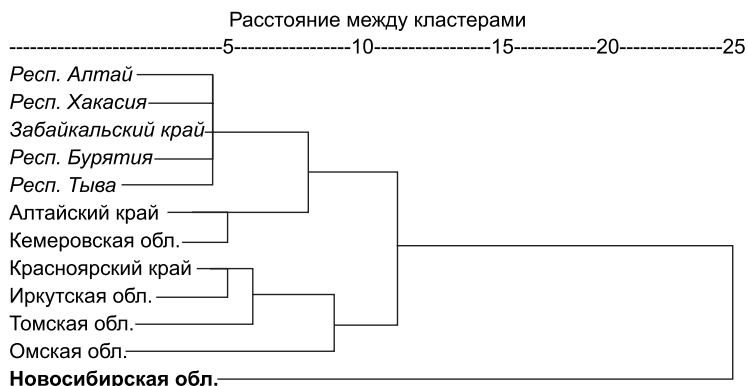 Расстояние между кластерами
-------------------------------5-----------------10-----------------15------------20--------------25
Респ. Алтай
Респ. Хакасия
Забайкальский край
Респ. Бурятия
Респ. Тыва
Алтайский край
Кемеровская обл.
Красноярский край
Иркутская обл.
Томская обл.
Омская обл.
Новосибирская обл.